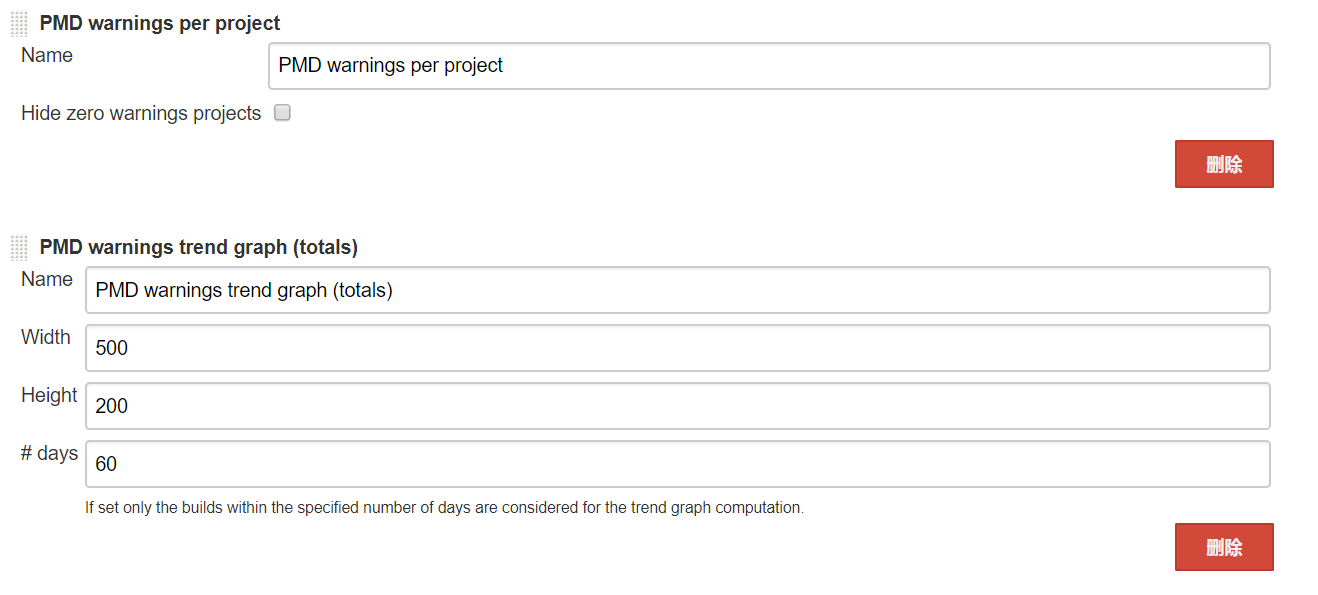 PMD warnings per project
Name
PMD warnings per project
Hide zero warnings projects
删除
PMD warnings trend graph (totals)
Name
PMD warnings trend graph (totals)
Width
500
Height
200
# days
60
If set only the builds within the specified number of days are considered for the trend graph computation.
删除